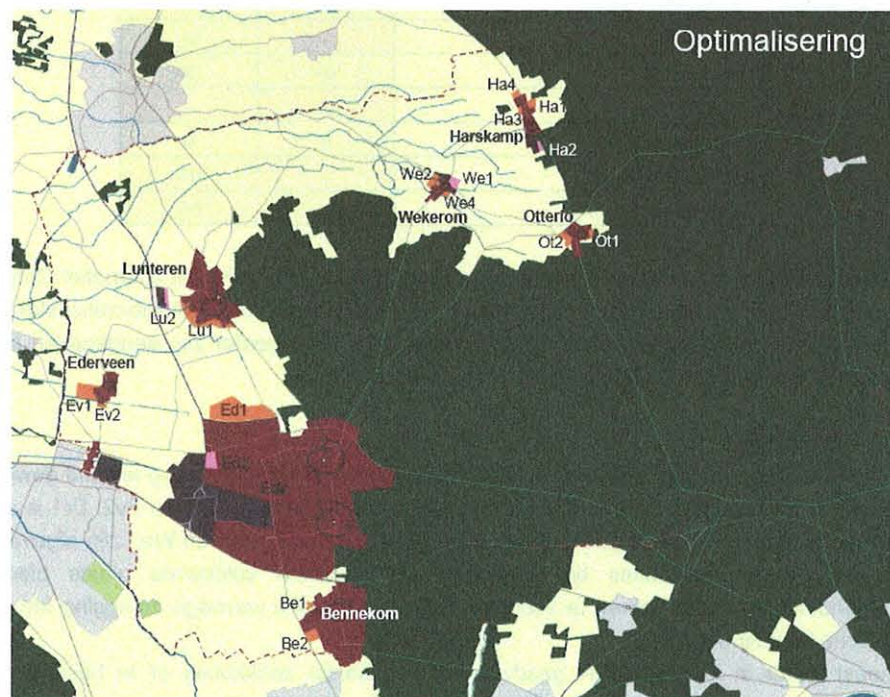 Optimalisering
Ha4
Ha1
Ha3
Harskamp
Ha2
We2
We1
We4
Wekerom
Otterlo
Ot2
Ot1
Lunteren
Lu2
Lu1
Ederveen
Ev1
Ev2
Ed1
Bennekom
Be1
Be2